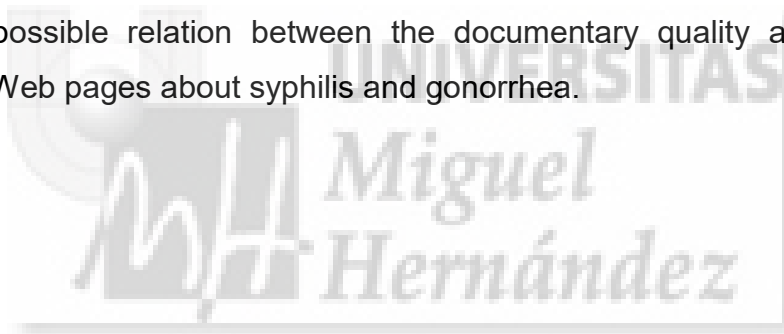 possible relation between the documentary quality a
Web pages about syphilis and gonorrhea.
UNIVERSITAS
Miguel
Hernández